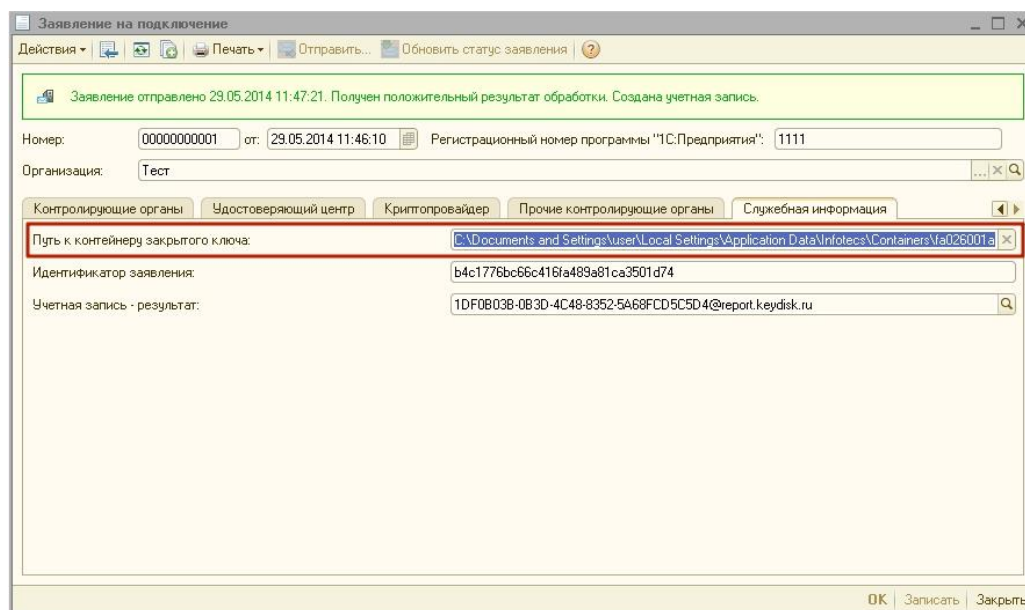 Заявление на подключение
Действия Печать Отправить... Обновить статус заявления ?
Заявление отправлено 29.05.2014 11:47:21. Получен положительный результат обработки. Создана учетная запись.
Номер: 00000000001 от: 29.05.2014 11:46:10 Регистрационный номер программы "1С:Предприятия": 1111
Организация: Тест
Контролирующие органы Удостоверяющий центр Криптопровайдер Прочие контролирующие органы Служебная информация
Путь к контейнеру закрытого ключа: C:\Documents and Settings\user\Local Settings\Application Data\Infotecs\Containers\fa026001a
Идентификатор заявления: b4c1776bc66c416fa489a81ca3501d74
Учетная запись - результат: 1DF0B03B-0B3D-4C48-8352-5A68FCD5C5D4@report.keydisk.ru
OK Записать Закрыть